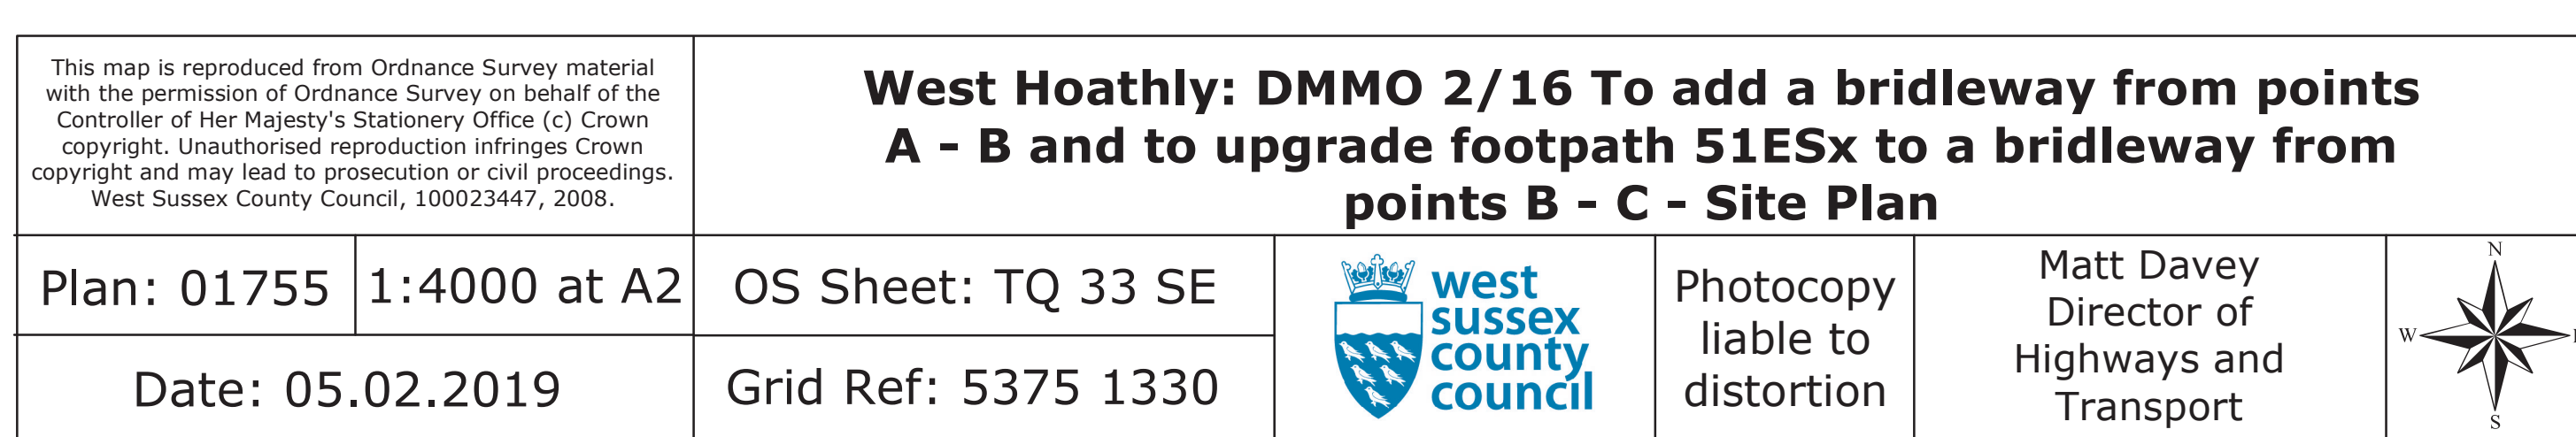 This map is reproduced from Ordnance Survey material
with the permission of Ordnance Survey on behalf of the
Controller of Her Majesty's Stationery Office (c) Crown
copyright. Unauthorised reproduction infringes Crown
copyright and may lead to prosecution or civil proceedings.
West Sussex County Council, 100023447, 2008.
West Hoathly: DMMO 2/16 To add a bridleway from points
A - B and to upgrade footpath 51ESx to a bridleway from
points B - C - Site Plan
Plan: 01755
1:4000 at A2
OS Sheet: TQ 33 SE
Date: 05.02.2019
Grid Ref: 5375 1330
west
sussex
county
council
Photocopy
liable to
distortion
Matt Davey
Director of
Highways and
Transport
N
W
S